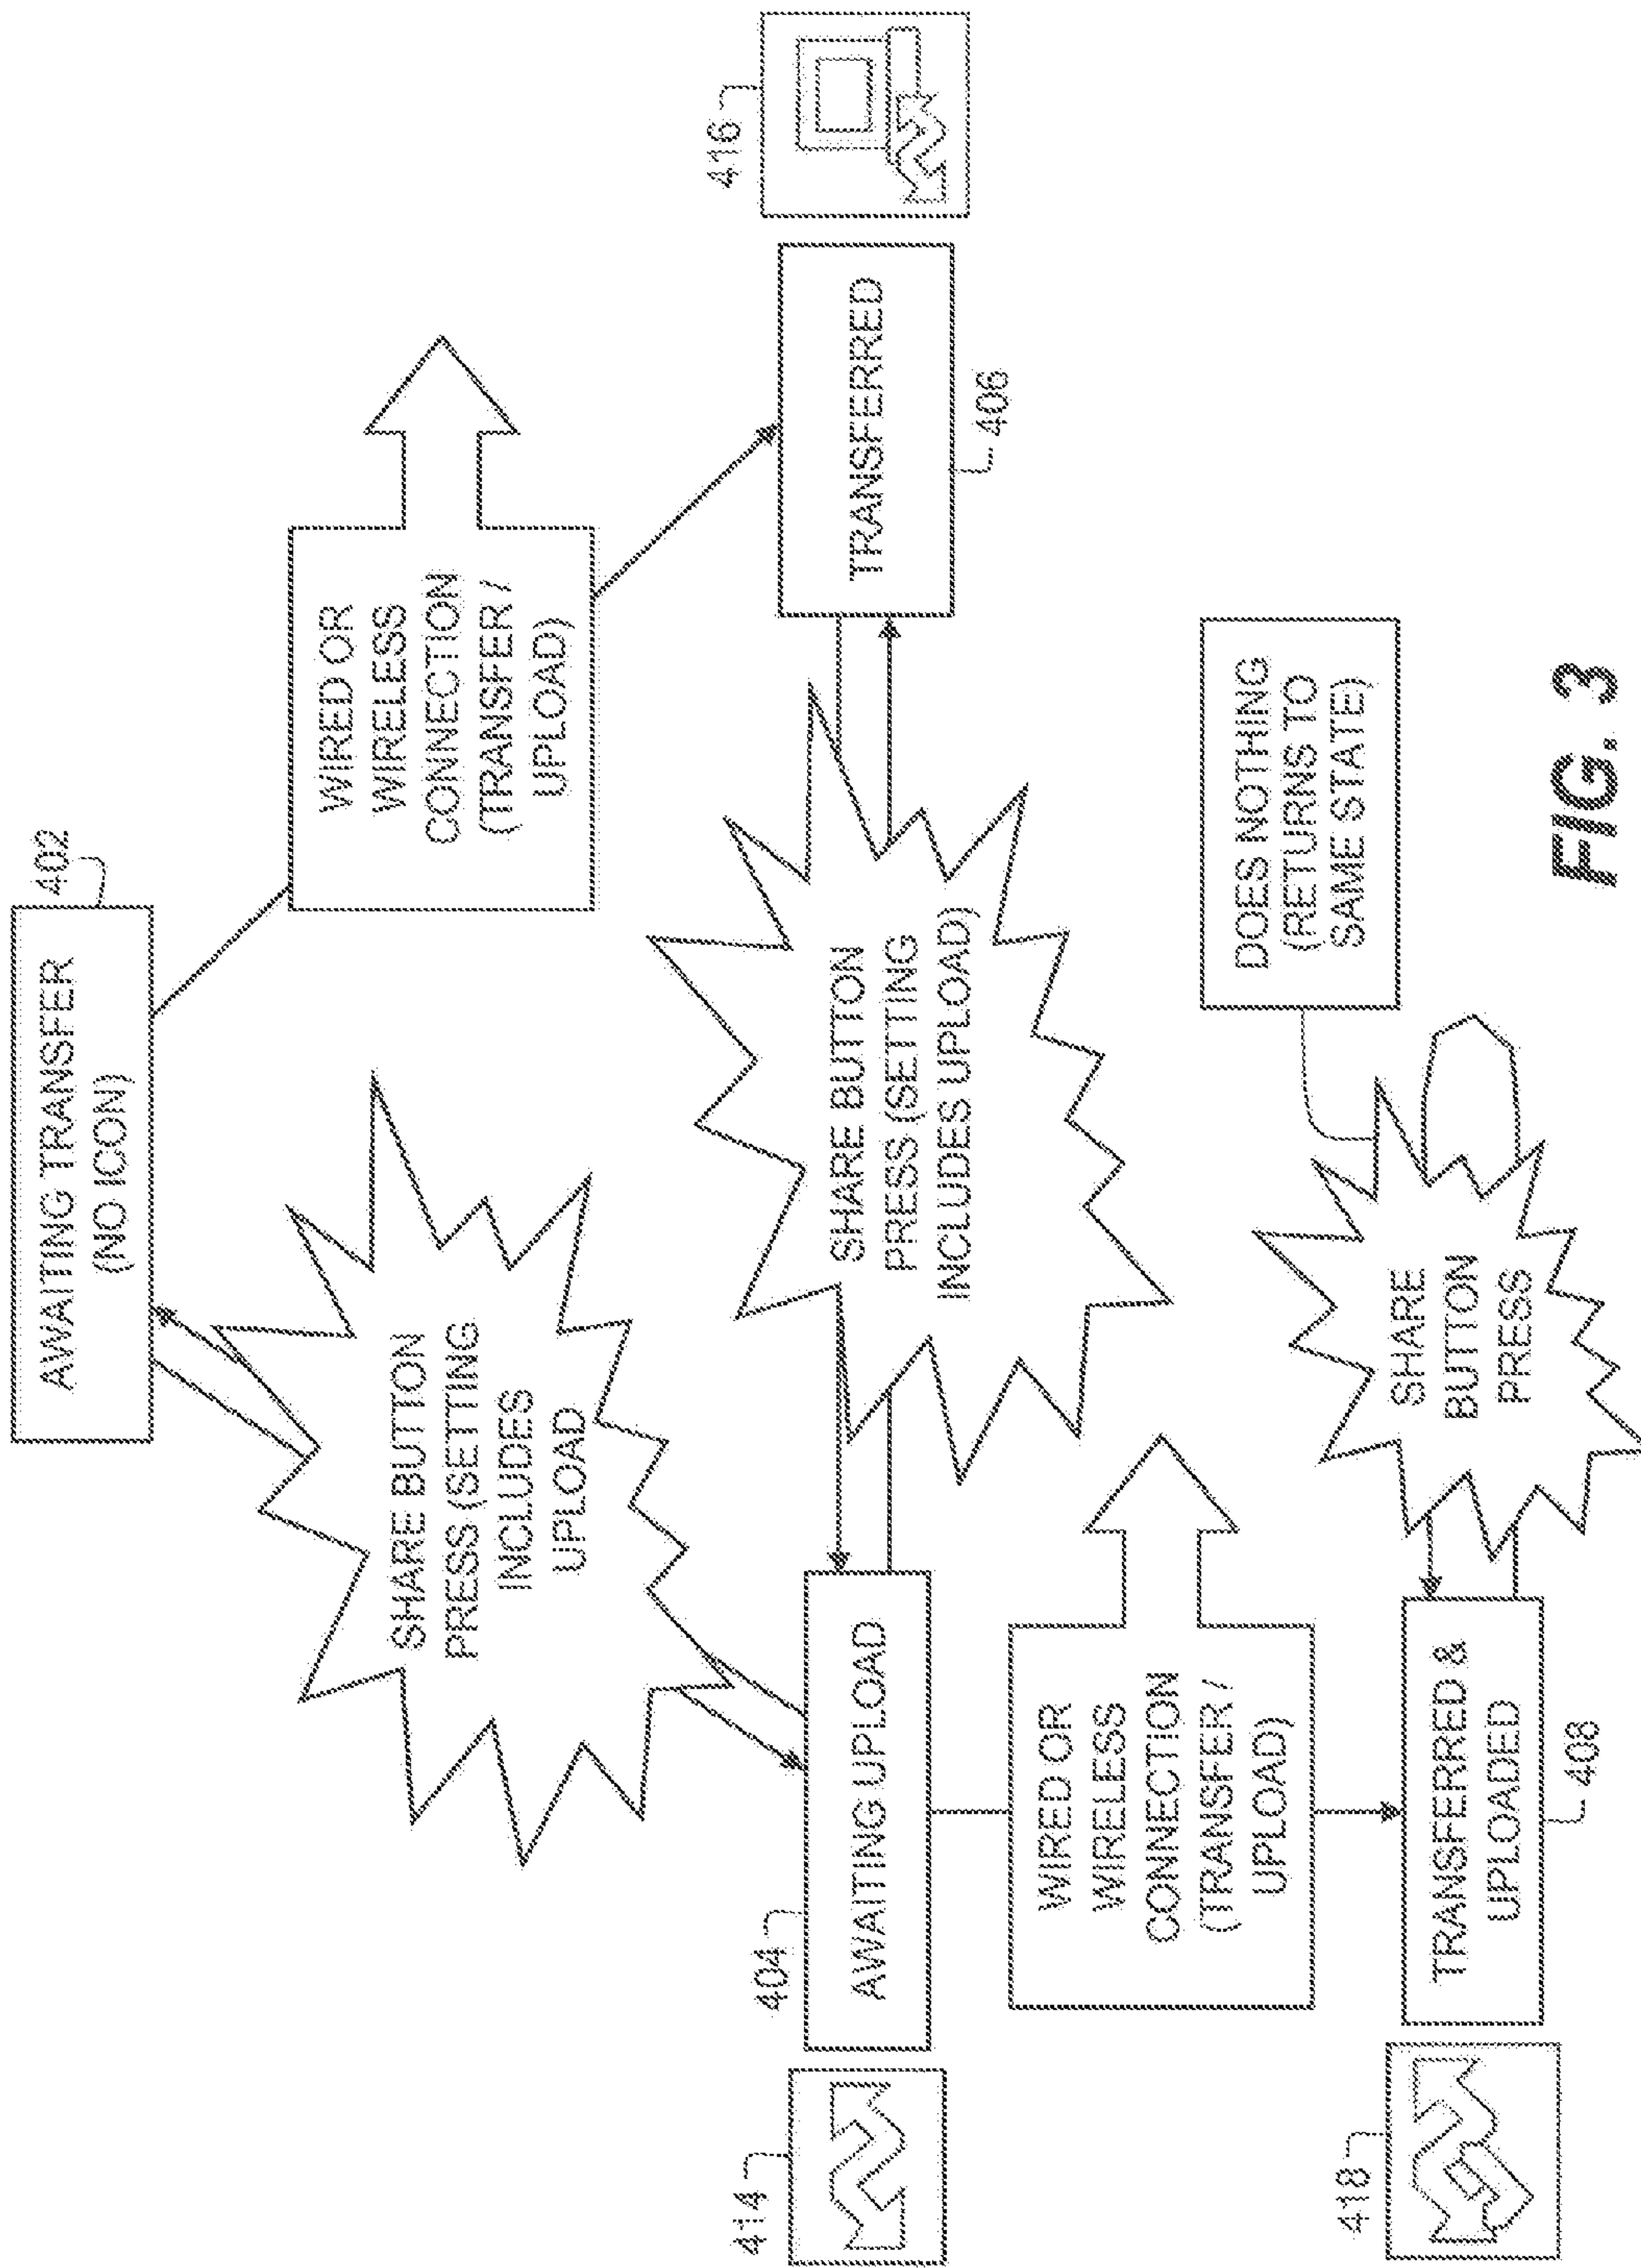 402
AWAITING TRANSFER
(NO ICON)
WIRED OR
WIRELESS
CONNECTION
(TRANSFER /
UPLOAD)
SHARE BUTTON
PRESS (SETTING
INCLUDES
UPLOAD
416
TRANSFERRED
406
SHARE BUTTON
PRESS (SETTING
INCLUDES UPLOAD)
404
AWAITING UPLOAD
414
WIRED OR
WIRELESS
CONNECTION
(TRANSFER /
UPLOAD)
DOES NOTHING
(RETURNS TO
SAME STATE)
SHARE
BUTTON
PRESS
TRANSFERRED &
UPLOADED
408
418
FIG. 3